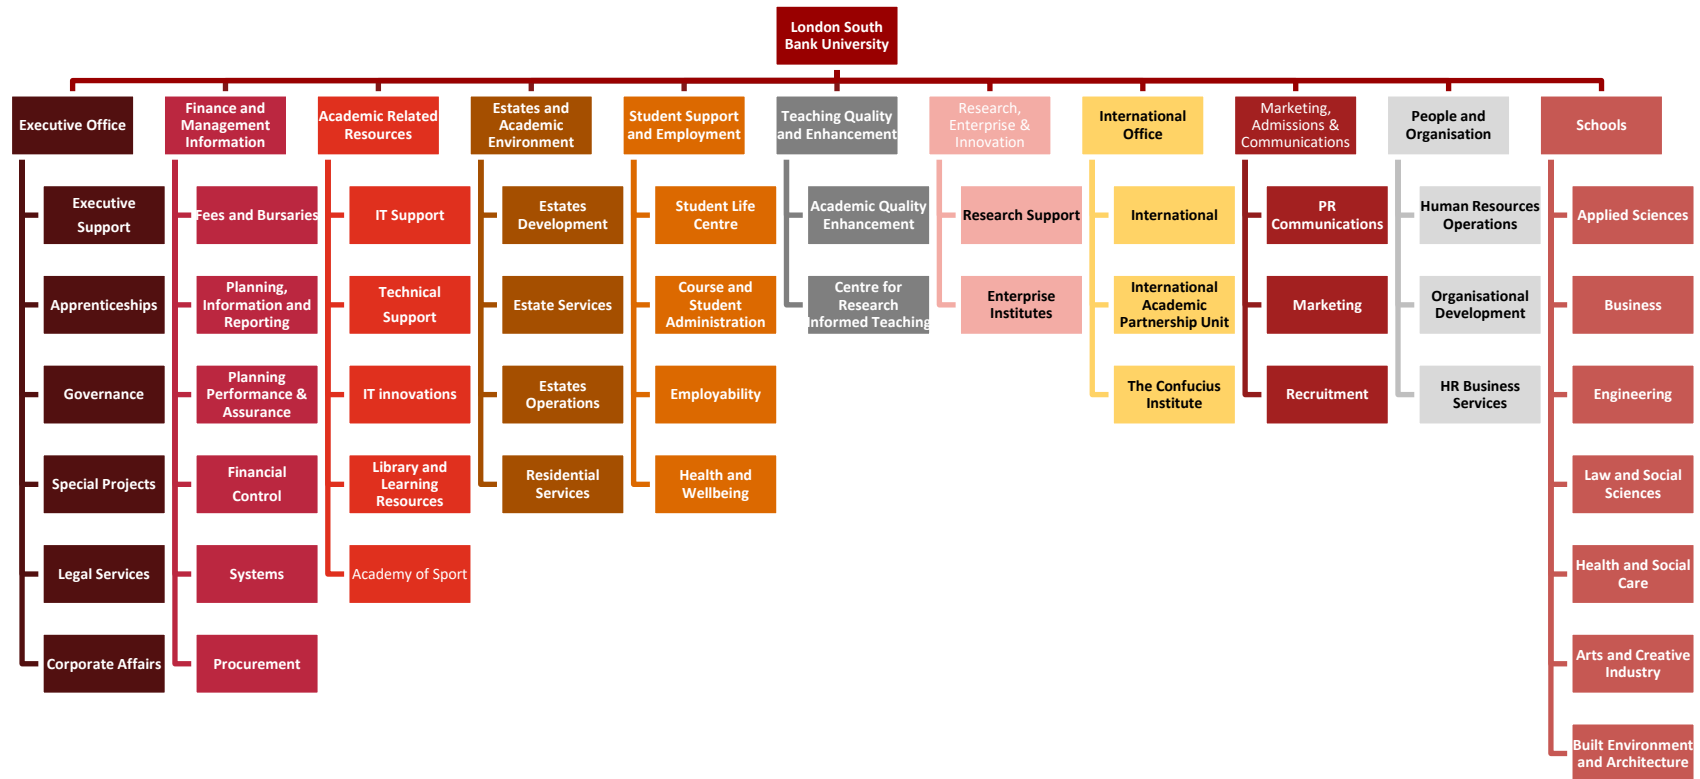 London South
Bank University
Executive Office
Finance and
Management
Information
Academic Related
Resources
Estates and
Academic
Environment
Student Support
and Employment
Teaching Quality
and Enhancement
Research,
Enterprise &
Innovation
International
Office
Marketing,
Admissions &
Communications
People and
Organisation
Schools
Executive
Support
Apprenticeships
Governance
Special Projects
Legal Services
Corporate Affairs
Fees and Bursaries
Planning,
Information and
Reporting
Planning
Performance &
Assurance
Financial
Control
Systems
Procurement
IT Support
Technical
Support
IT innovations
Library and
Learning
Resources
Academy of Sport
Estates
Development
Estate Services
Estates
Operations
Residential
Services
Student Life
Centre
Course and
Student
Administration
Employability
Health and
Wellbeing
Academic Quality
Enhancement
Centre for
Research
Informed Teaching
Research Support
Enterprise
Institutes
International
International
Academic
Partnership Unit
The Confucius
Institute
PR
Communications
Marketing
Recruitment
Human Resources
Operations
Organisational
Development
HR Business
Services
Applied Sciences
Business
Engineering
Law and Social
Sciences
Health and Social
Care
Arts and Creative
Industry
Built Environment
and Architecture